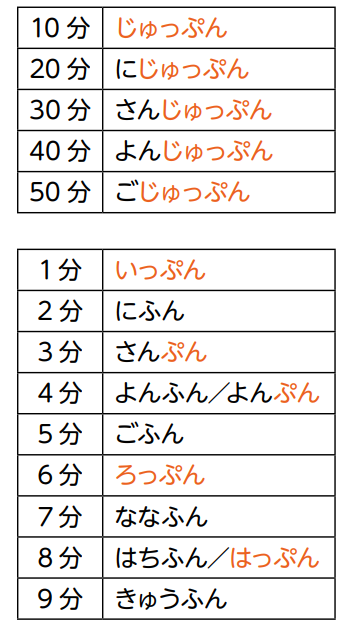 10 分 じゅっぷん
20 分 にじゅっぷん
30 分 さんじゅっぷん
40 分 よんじゅっぷん
50 分 ごじゅっぷん
1 分 いっぷん
2 分 にふん
3 分 さんぷん
4 分 よんふん／よんぷん
5 分 ごふん
6 分 ろっぷん
7 分 ななふん
8 分 はちふん／はっぷん
9 分 きゅうふん